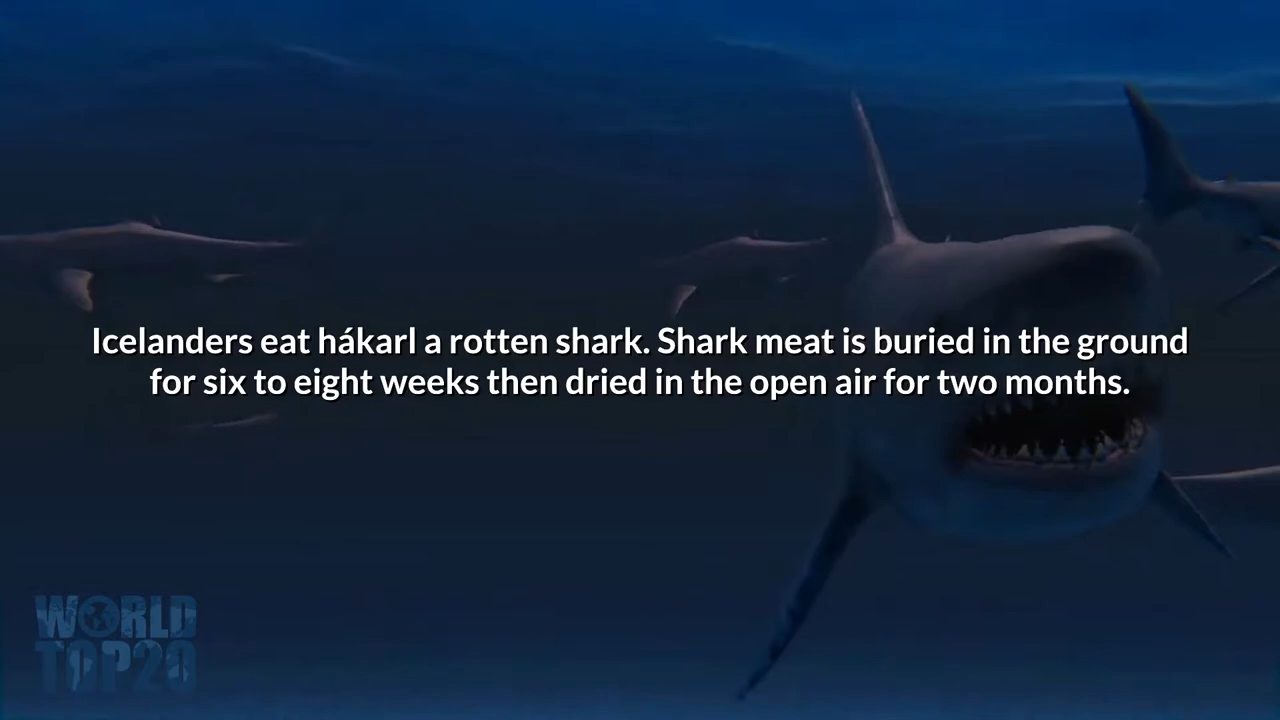 Icelanders eat hákarl a rotten shark. Shark meat is buried in the ground
for six to eight weeks then dried in the open air for two months.
WORLD
TOP20